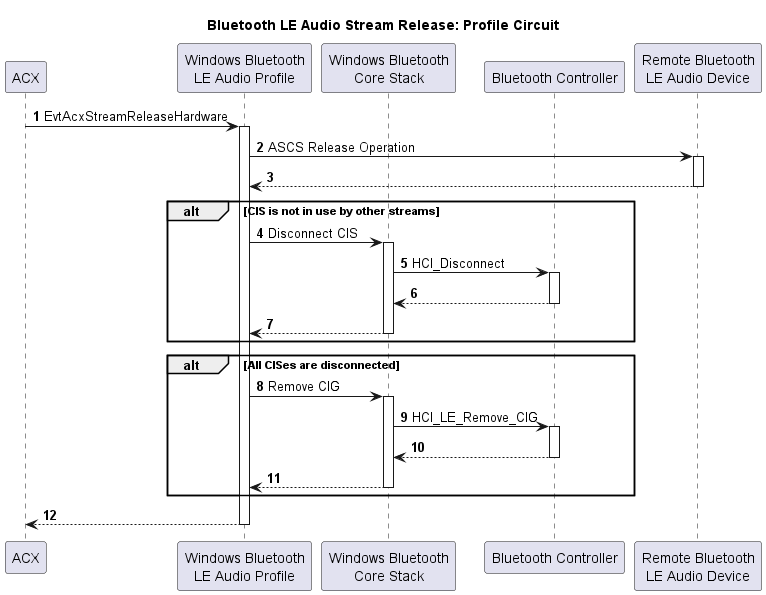 Bluetooth LE Audio Stream Release: Profile Circuit
ACX
Windows Bluetooth
LE Audio Profile
Windows Bluetooth
Core Stack
Bluetooth Controller
Remote Bluetooth
LE Audio Device
1 EvtAcxStreamReleaseHardware
2 ASCS Release Operation
3
alt [CIS is not in use by other streams]
4 Disconnect CIS
5 HCI_Disconnect
6
7
alt [All CISes are disconnected]
8 Remove CIG
9 HCI_LE_Remove_CIG
10
11
12
ACX
Windows Bluetooth
LE Audio Profile
Windows Bluetooth
Core Stack
Bluetooth Controller
Remote Bluetooth
LE Audio Device